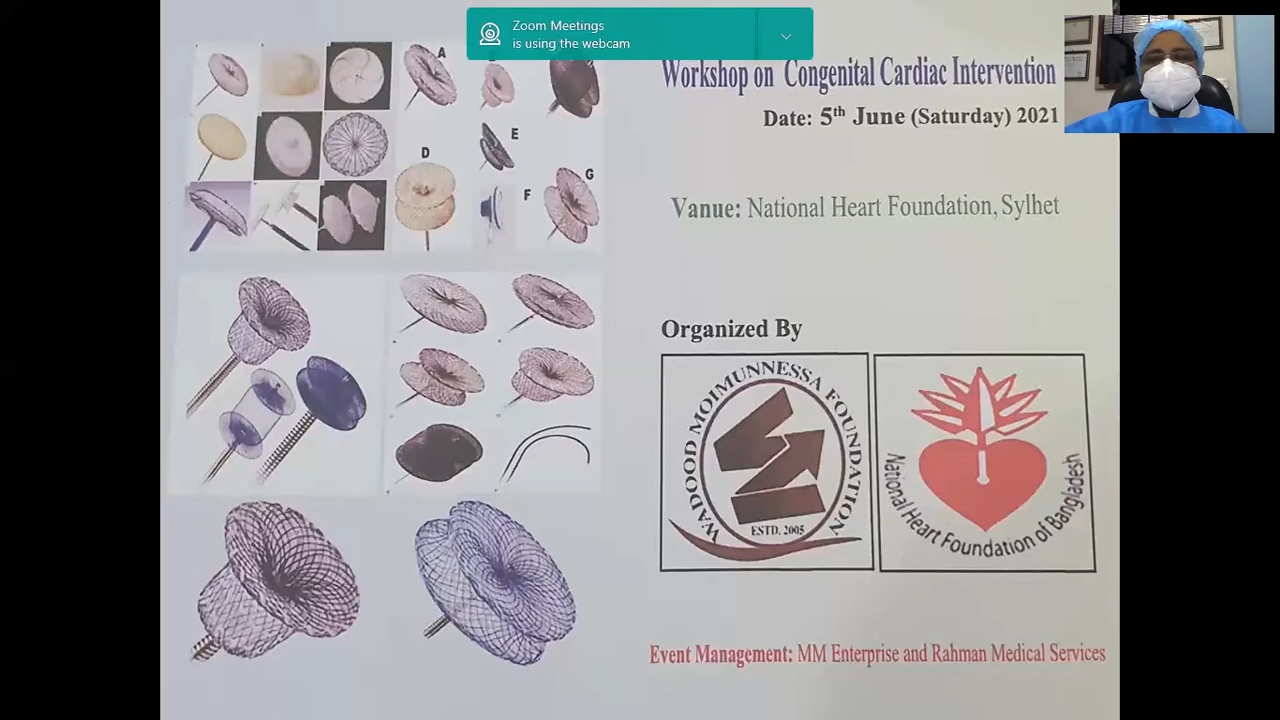 Zoom Meetings
is using the webcam
Workshop on Congenital Cardiac Intervention
Date: 5th June (Saturday) 2021
Vanue: National Heart Foundation, Sylhet
A
E
D
F
G
Organized By
WADOOD MOIMUNNESSA FOUNDATION
ESTD. 2005
National Heart Foundation of Bangladesh
Event Management: MM Enterprise and Rahman Medical Services